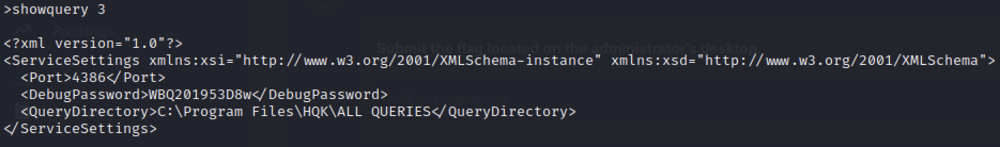 >showquery 3
Rankings
<?xml version="1.0"?>
Submit the flag located on the administrator's desktop.
<ServiceSettings xmlns:xsi="http://www.w3.org/2001/XMLSchema-instance" xmlns:xsd="http://www.w3.org/2001/XMLSchema">
  <Port>4386</Port>
  <DebugPassword>WBQ201953D8w</DebugPassword>
32 hex characters
  <QueryDirectory>C:\Program Files\HQK\ALL QUERIES</QueryDirectory>
</ServiceSettings>